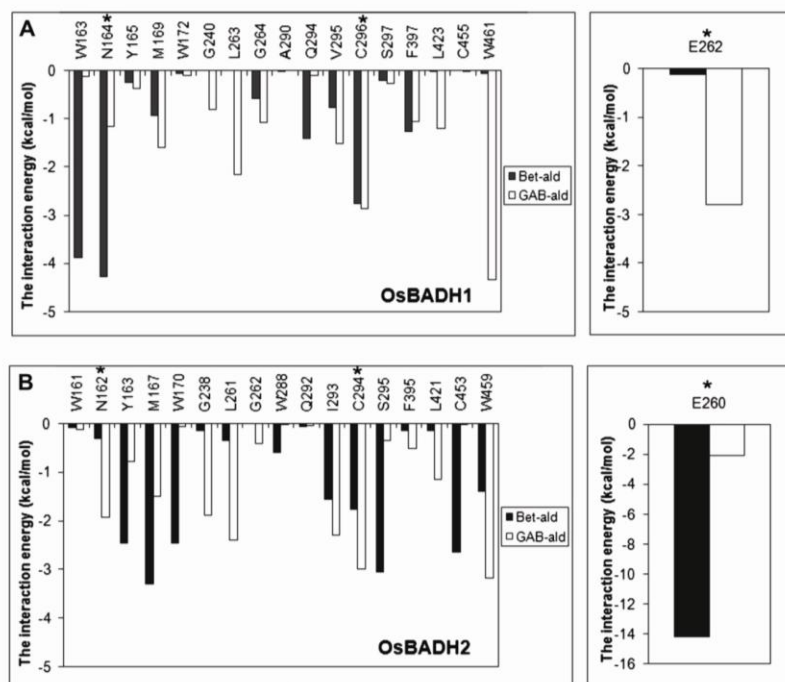 A
W163 N164* Y165 M169 W172 G240 L263 G264 A290 Q294 V295 C296* S297 F397 L423 C455 W461
The interaction energy (kcal/mol)
0
-1
-2
-3
-4
-5
Bet-ald
GAB-ald
OsBADH1
*
E262
The interaction energy (kcal/mol)
0
-1
-2
-3
-4
-5
B
W161 N162* Y163 M167 W170 G238 L261 G262 W288 Q292 I293 C294* S295 F395 L421 C453 W459
The interaction energy (kcal/mol)
0
-1
-2
-3
-4
-5
Bet-ald
GAB-ald
OsBADH2
*
E260
The interaction energy (kcal/mol)
0
-2
-4
-6
-8
-10
-12
-14
-16